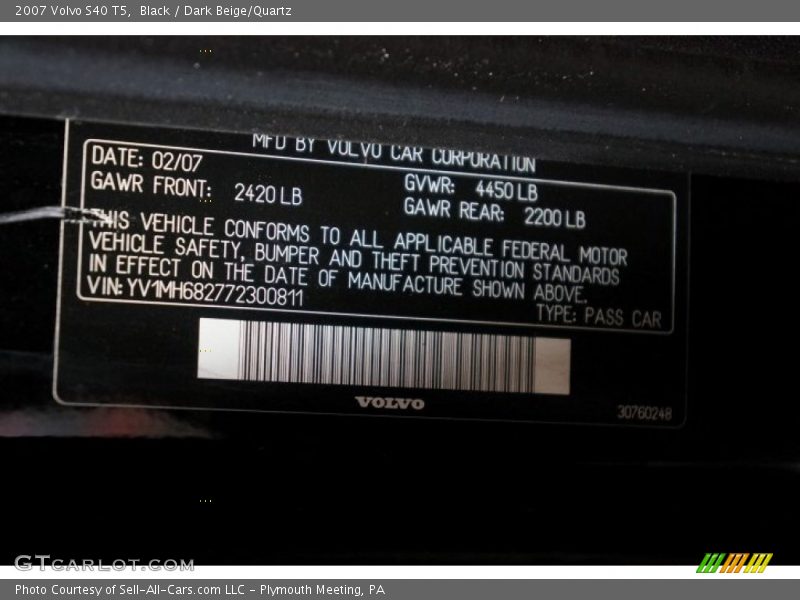 2007 Volvo S40 T5,  Black / Dark Beige/Quartz
MFD BY VOLVO CAR CORPORATION
DATE: 02/07
GVWR: 4450 LB
GAWR FRONT: 2420 LB
GAWR REAR: 2200 LB
THIS VEHICLE CONFORMS TO ALL APPLICABLE FEDERAL MOTOR
VEHICLE SAFETY, BUMPER AND THEFT PREVENTION STANDARDS
IN EFFECT ON THE DATE OF MANUFACTURE SHOWN ABOVE.
VIN: YV1MH682772300811
TYPE: PASS CAR
VOLVO
30760248
GTCARLOT.COM
Photo Courtesy of Sell-All-Cars.com LLC - Plymouth Meeting, PA